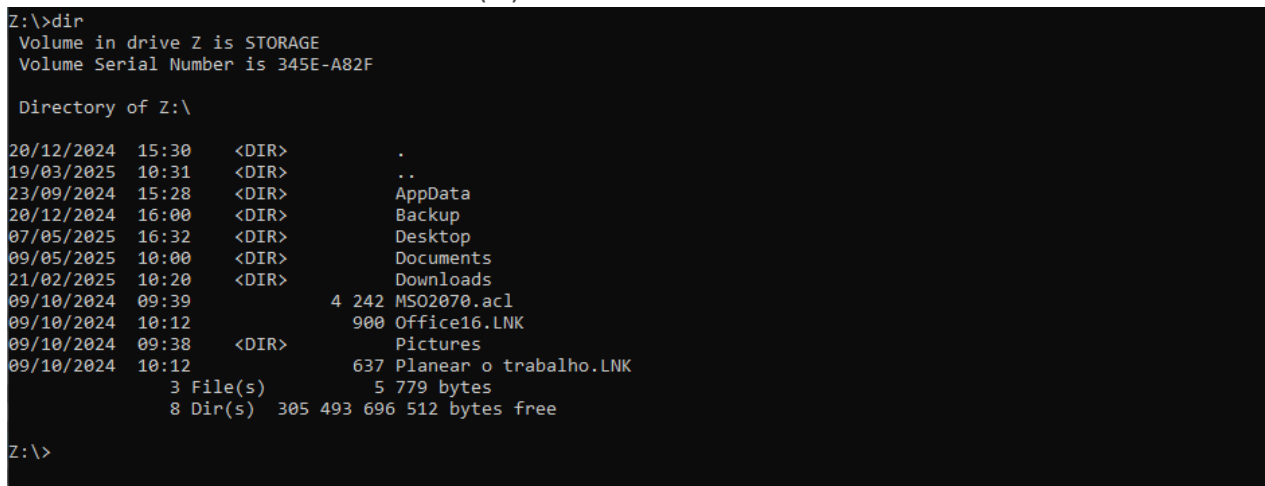 Z:\>dir
 Volume in drive Z is STORAGE
 Volume Serial Number is 345E-A82F

 Directory of Z:\

20/12/2024  15:30    <DIR>          .
19/03/2025  10:31    <DIR>          ..
23/09/2024  15:28    <DIR>          AppData
20/12/2024  16:00    <DIR>          Backup
07/05/2025  16:32    <DIR>          Desktop
09/05/2025  10:00    <DIR>          Documents
21/02/2025  10:20    <DIR>          Downloads
09/10/2024  09:39             4 242 MSO2070.acl
09/10/2024  10:12               900 Office16.LNK
09/10/2024  09:38    <DIR>          Pictures
09/10/2024  10:12               637 Planear o trabalho.LNK
               3 File(s)          5 779 bytes
               8 Dir(s)  305 493 696 512 bytes free

Z:\>